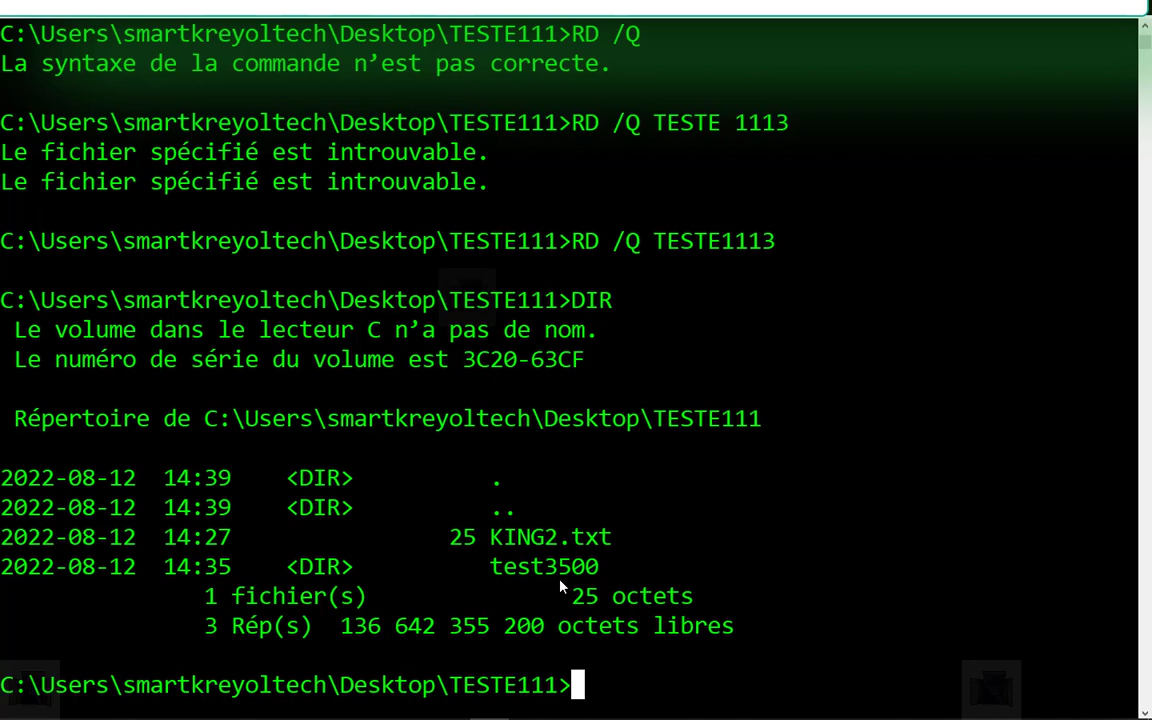 C:\Users\smartkreyoltech\Desktop\TESTE111>RD /Q
La syntaxe de la commande n’est pas correcte.
C:\Users\smartkreyoltech\Desktop\TESTE111>RD /Q TESTE 1113
Le fichier spécifié est introuvable.
Le fichier spécifié est introuvable.
C:\Users\smartkreyoltech\Desktop\TESTE111>RD /Q TESTE1113
C:\Users\smartkreyoltech\Desktop\TESTE111>DIR
Le volume dans le lecteur C n’a pas de nom.
Le numéro de série du volume est 3C20-63CF
Répertoire de C:\Users\smartkreyoltech\Desktop\TESTE111
2022-08-12  14:39    <DIR>          .
2022-08-12  14:39    <DIR>          ..
2022-08-12  14:27                25 KING2.txt
2022-08-12  14:35    <DIR>          test3500
1 fichier(s)               25 octets
3 Rép(s)  136 642 355 200 octets libres
C:\Users\smartkreyoltech\Desktop\TESTE111>